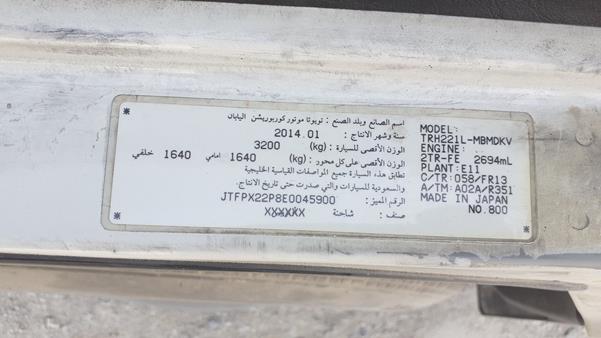 اسم الصانع وبلد الصنع : تويوتا موتور كوربوريشن اليابان
سنة وشهر الانتاج : 2014.01
الوزن الأقصى للسيارة : (kg) 3200
الوزن الأقصى على كل محور : (kg) 1640 امامي 1640 خلفي
تطابق هذه السيارة جميع المواصفات القياسية الخليجية
والسعودية للسيارات والتي صدرت حتى تاريخ الانتاج
الرقم المميز : JTFPX22P8E0045900
صنف : شاحنة XXXXXX
MODEL:
TRH221L-MBMDKV
ENGINE:
2TR-FE 2694mL
PLANT: E11
C/TR: 058/FR13
A/TM: A02A/R351
MADE IN JAPAN
NO.800